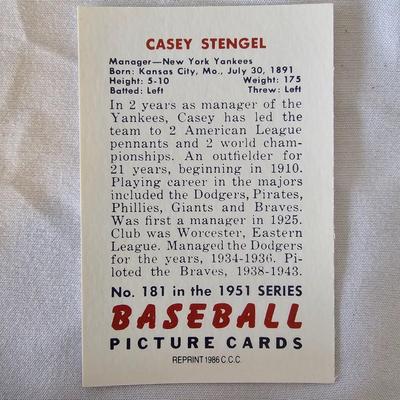 CASEY STENGEL
Manager—New York Yankees
Born: Kansas City, Mo., July 30, 1891
Height: 5-10 Weight: 175
Batted: Left Threw: Left
In 2 years as manager of the
Yankees, Casey has led the
team to 2 American League
pennants and 2 world cham-
pionships. An outfielder for
21 years, beginning in 1910.
Playing career in the majors
included the Dodgers, Pirates,
Phillies, Giants and Braves.
Was first a manager in 1925.
Club was Worcester, Eastern
League. Managed the Dodgers
for the years, 1934-1936. Pi-
loted the Braves, 1938-1943.
No. 181 in the 1951 SERIES
BASEBALL
PICTURE CARDS
REPRINT 1986 C.C.C.